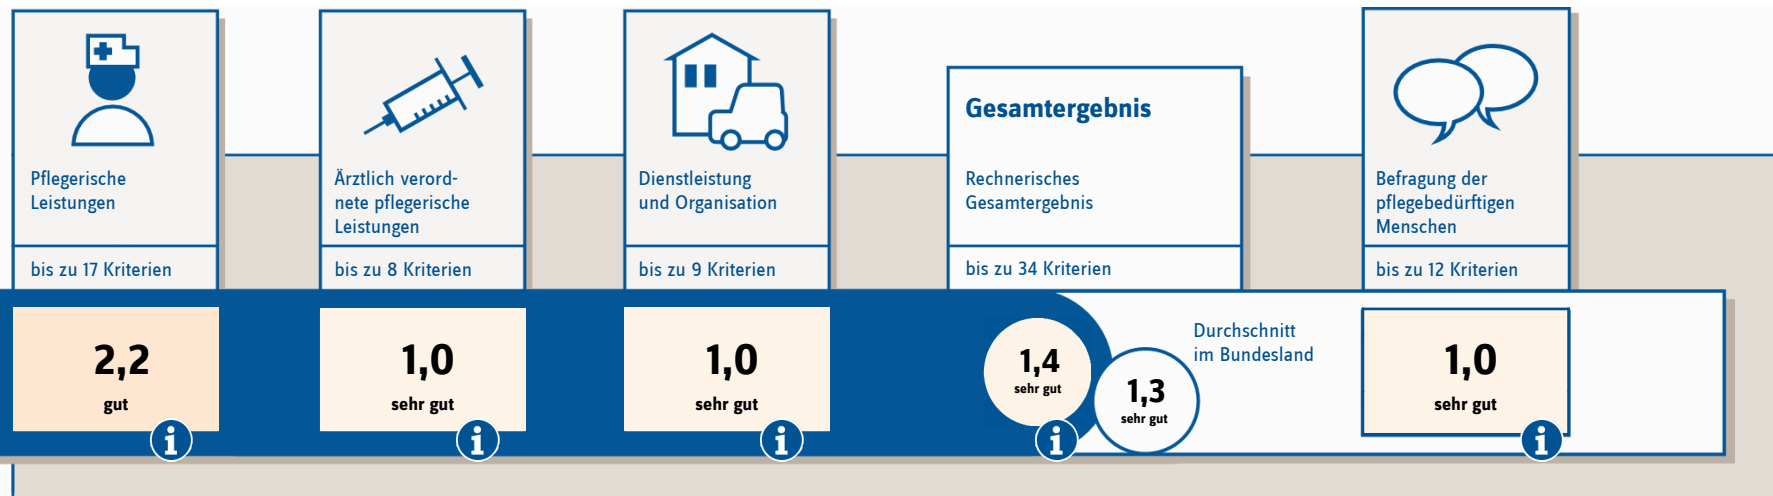 Pflegerische
Leistungen
bis zu 17 Kriterien
2,2
gut
i
Ärztlich verord-
nete pflegerische
Leistungen
bis zu 8 Kriterien
1,0
sehr gut
i
Dienstleistung
und Organisation
bis zu 9 Kriterien
1,0
sehr gut
i
Gesamtergebnis
Rechnerisches
Gesamtergebnis
bis zu 34 Kriterien
1,4
sehr gut
i
1,3
sehr gut
Durchschnitt
im Bundesland
Befragung der
pflegebedürftigen
Menschen
bis zu 12 Kriterien
1,0
sehr gut
i